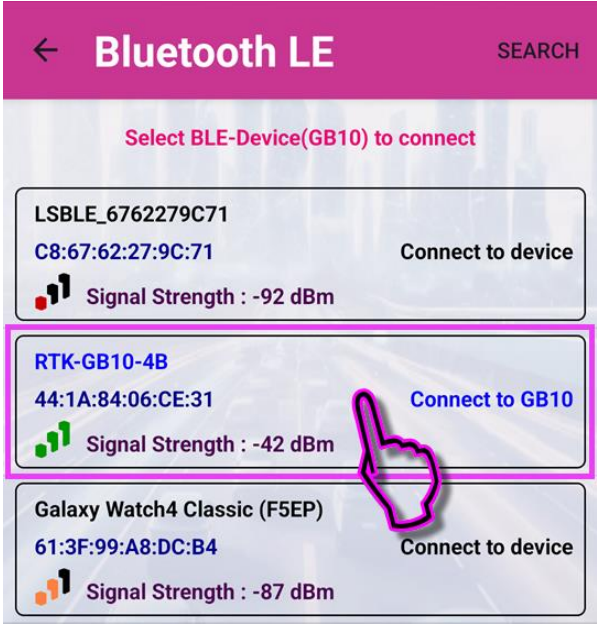 Bluetooth LE
SEARCH
Select BLE-Device(GB10) to connect
LSBLE_6762279C71
C8:67:62:27:9C:71
Connect to device
Signal Strength : -92 dBm
RTK-GB10-4B
44:1A:84:06:CE:31
Connect to GB10
Signal Strength : -42 dBm
Galaxy Watch4 Classic (F5EP)
61:3F:99:A8:DC:B4
Connect to device
Signal Strength : -87 dBm